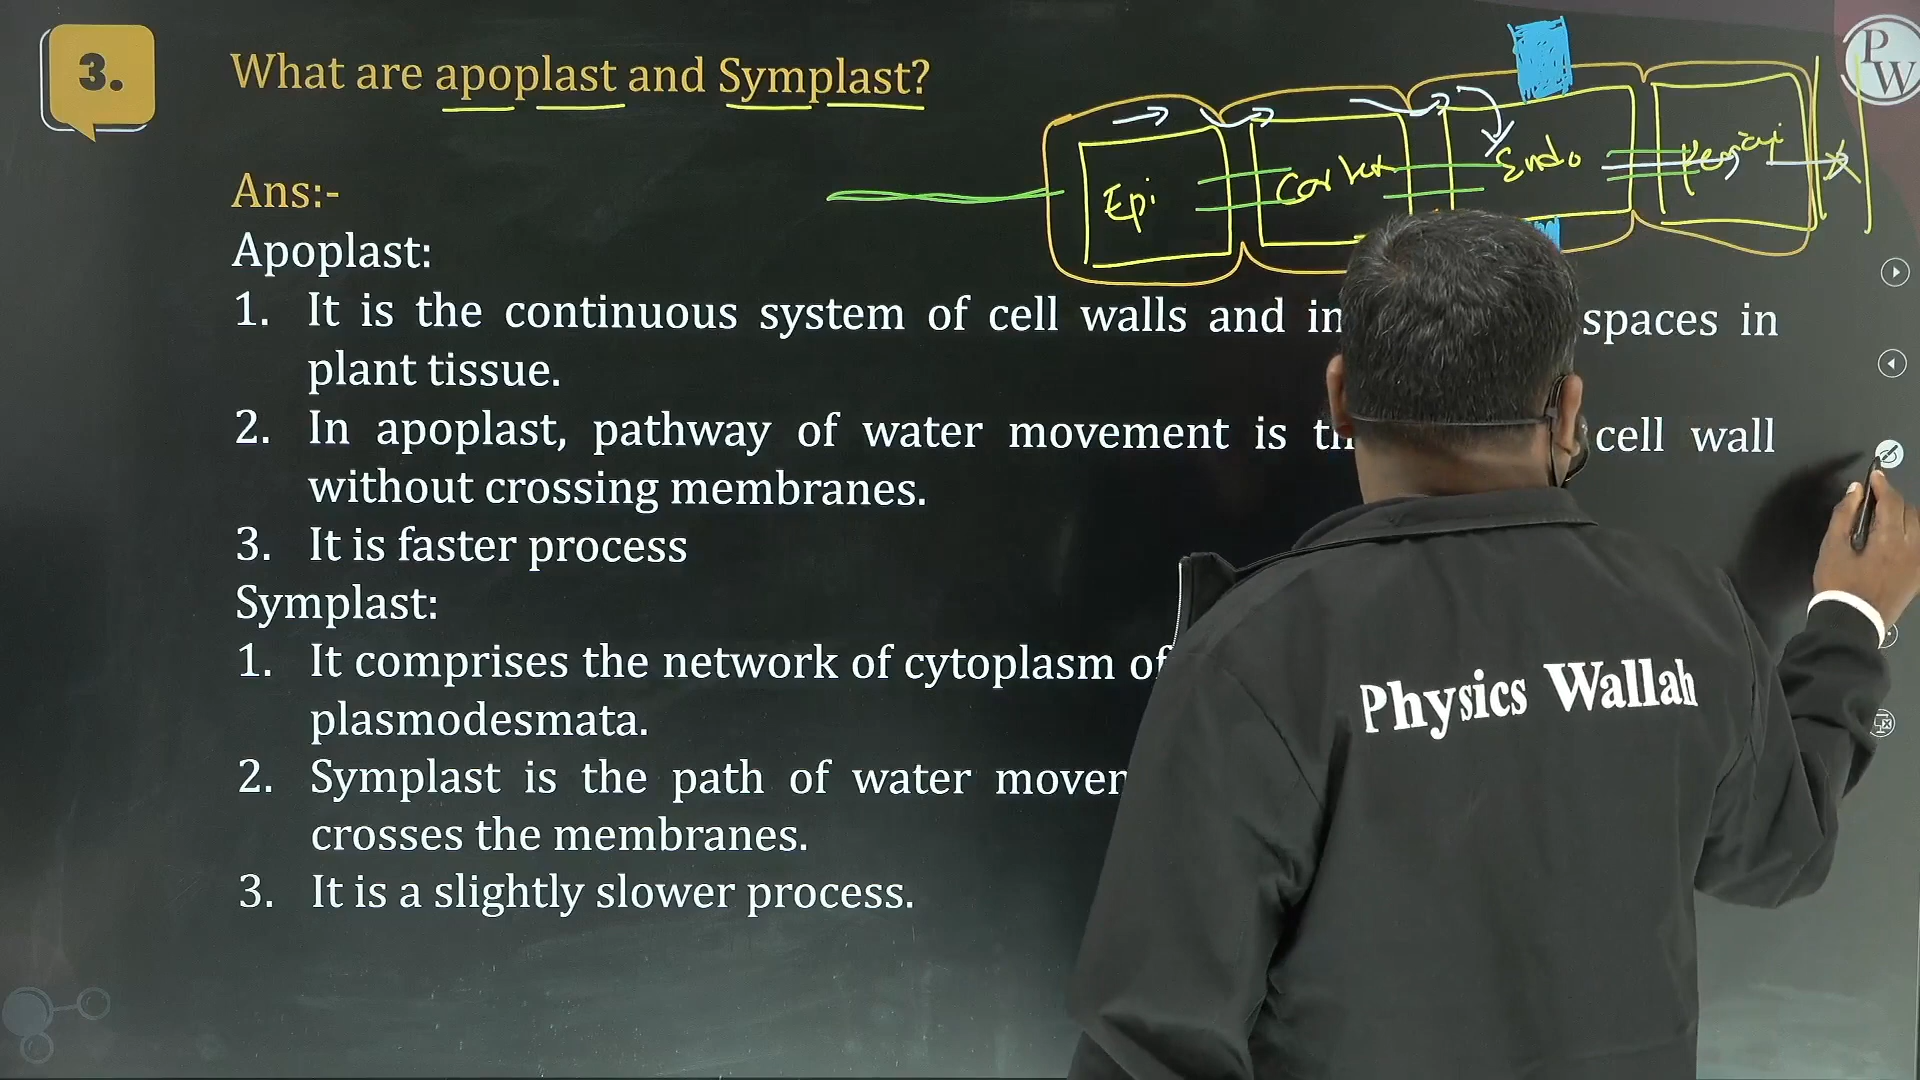 3.
What are apoplast and Symplast?
PW
Epi
Cortex
Endo
X
Ans:-
Apoplast:
1. It is the continuous system of cell walls and in spaces in
plant tissue.
2. In apoplast, pathway of water movement is th cell wall
without crossing membranes.
3. It is faster process
Symplast:
1. It comprises the network of cytoplasm of
plasmodesmata.
2. Symplast is the path of water movem
crosses the membranes.
3. It is a slightly slower process.
Physics Wallah